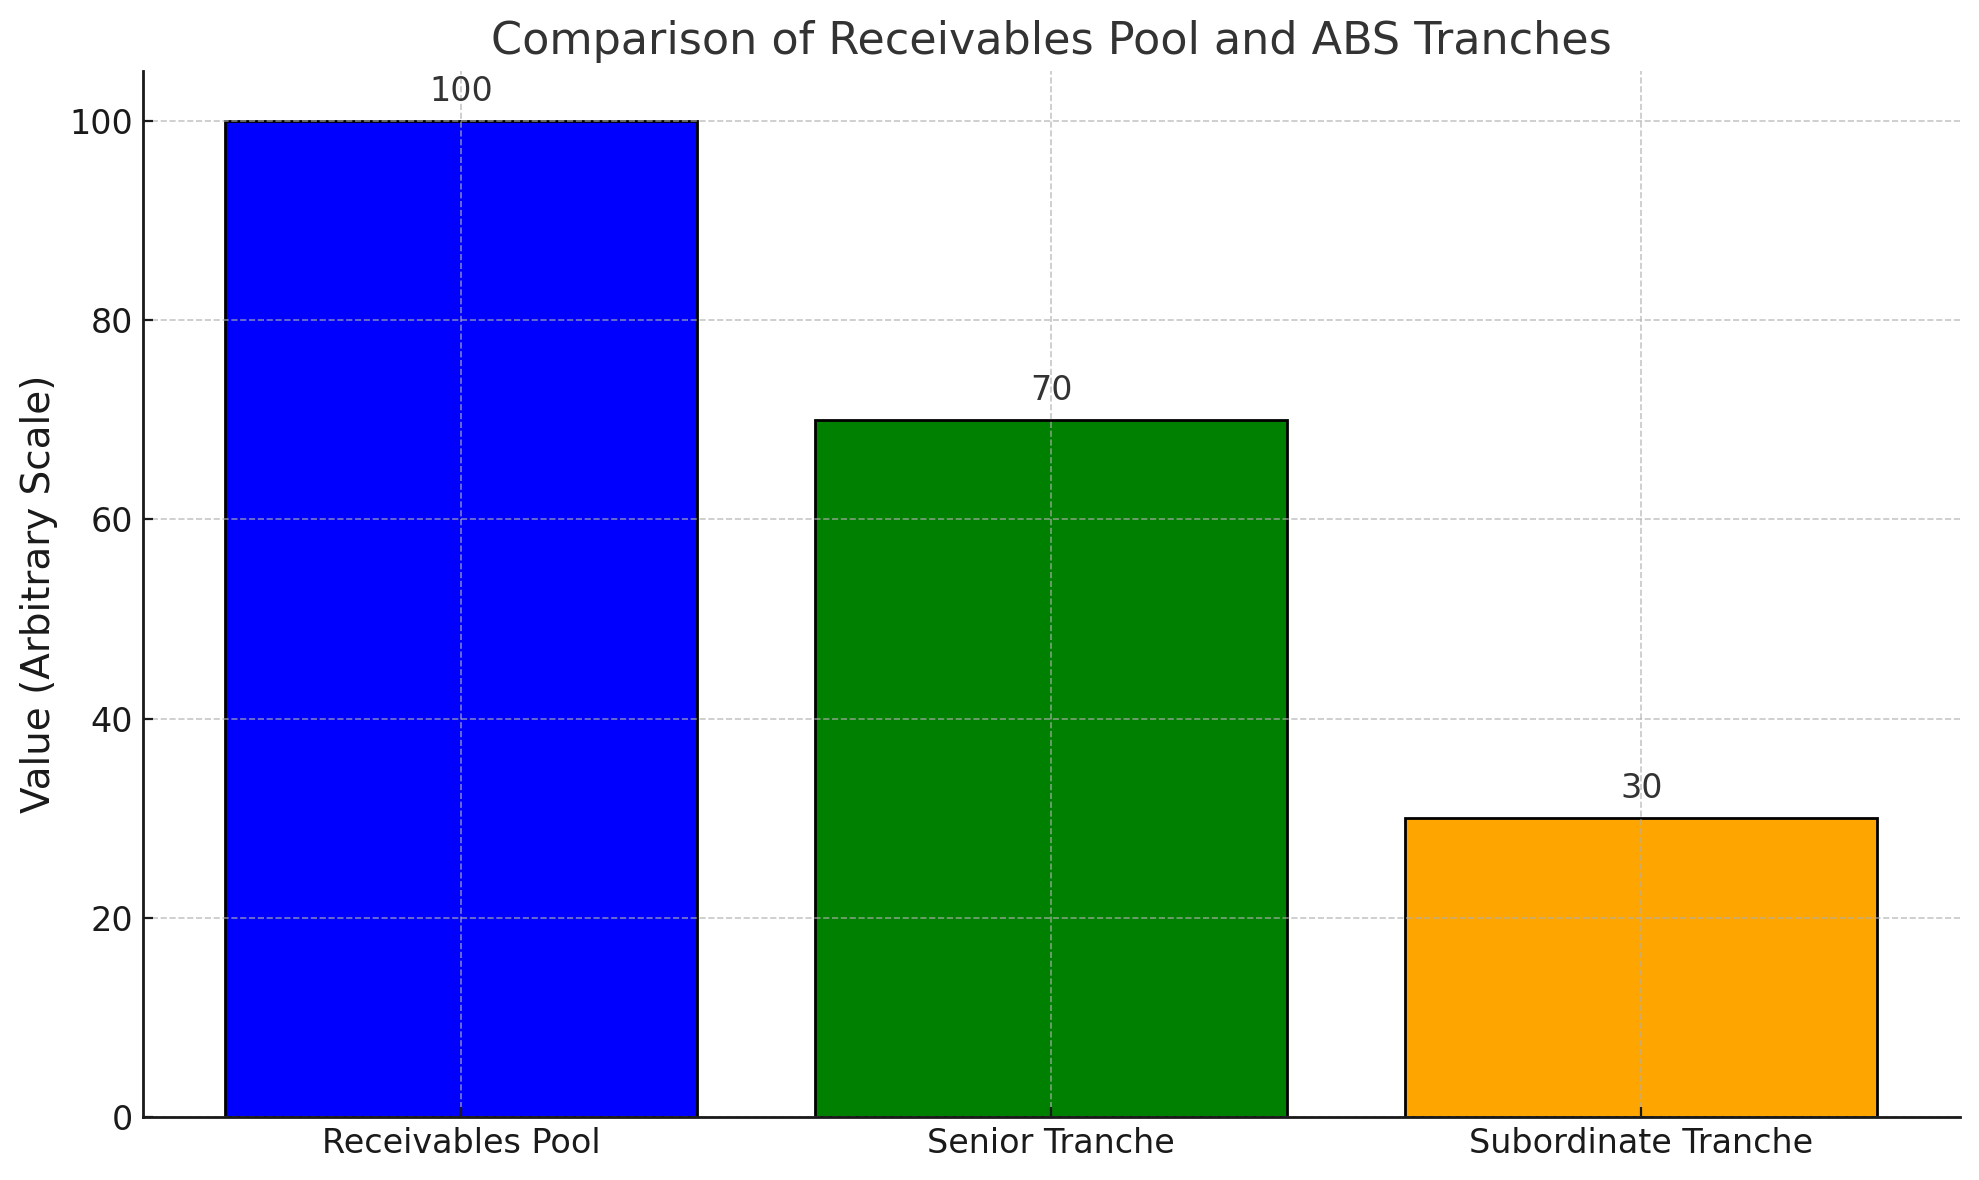 Comparison of Receivables Pool and ABS Tranches
Value (Arbitrary Scale)
100
80
60
40
20
0
100
70
30
Receivables Pool
Senior Tranche
Subordinate Tranche